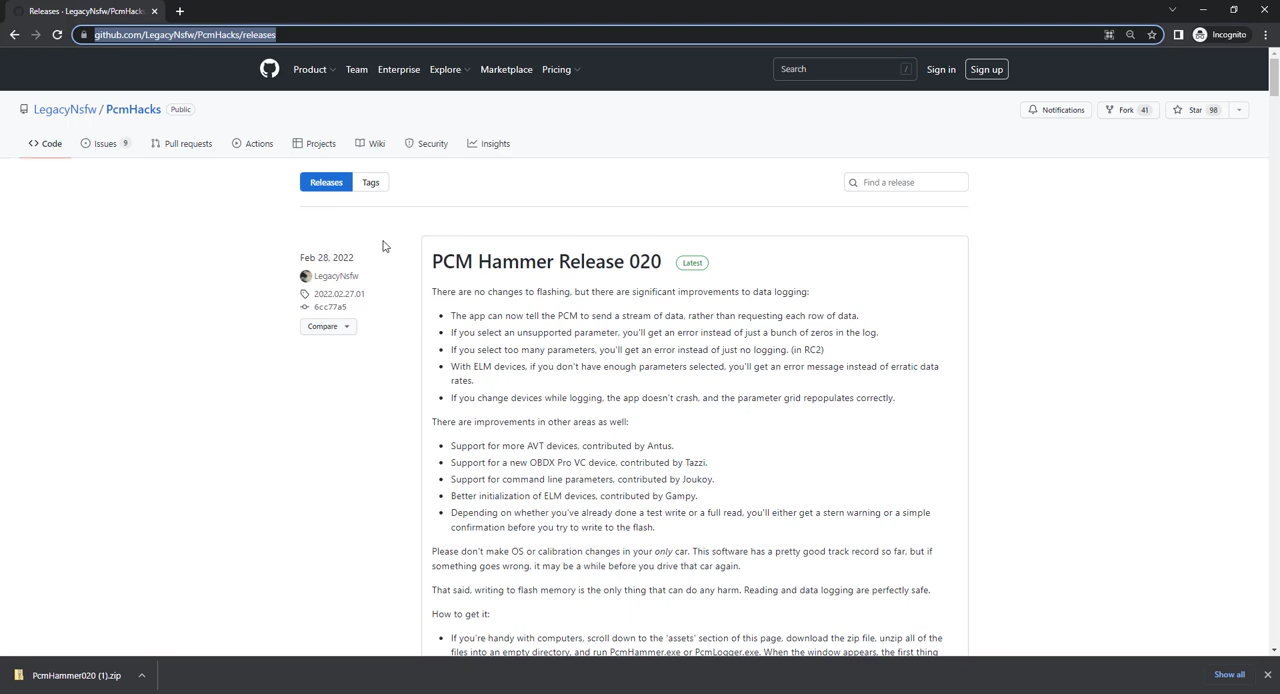 Releases · LegacyNsfw/PcmHacks
github.com/LegacyNsfw/PcmHacks/releases
Incognito
Product Team Enterprise Explore Marketplace Pricing
Search /
Sign in Sign up
LegacyNsfw / PcmHacks Public
Notifications Fork 41 Star 98
Code Issues 9 Pull requests Actions Projects Wiki Security Insights
Releases Tags
Find a release
Feb 28, 2022
LegacyNsfw
2022.02.27.01
6cc77a5
Compare
PCM Hammer Release 020 Latest
There are no changes to flashing, but there are significant improvements to data logging:
• The app can now tell the PCM to send a stream of data, rather than requesting each row of data.
• If you select an unsupported parameter, you'll get an error instead of just a bunch of zeros in the log.
• If you select too many parameters, you'll get an error instead of just no logging. (in RC2)
• With ELM devices, if you don't have enough parameters selected, you'll get an error message instead of erratic data
rates.
• If you change devices while logging, the app doesn't crash, and the parameter grid repopulates correctly.
There are improvements in other areas as well:
• Support for more AVT devices, contributed by Antus.
• Support for a new OBDX Pro VC device, contributed by Tazzi.
• Support for command line parameters, contributed by Joukoy.
• Better initialization of ELM devices, contributed by Gampy.
• Depending on whether you've already done a test write or a full read, you'll either get a stern warning or a simple
confirmation before you try to write to the flash.
Please don't make OS or calibration changes in your only car. This software has a pretty good track record so far, but if
something goes wrong, it may be a while before you drive that car again.
That said, writing to flash memory is the only thing that can do any harm. Reading and data logging are perfectly safe.
How to get it:
• If you're handy with computers, scroll down to the 'assets' section of this page, download the zip file, unzip all of the
files into an empty directory, and run PcmHammer.exe or PcmLogger.exe. When the window appears, the first thing
PcmHammer020 (1).zip
Show all